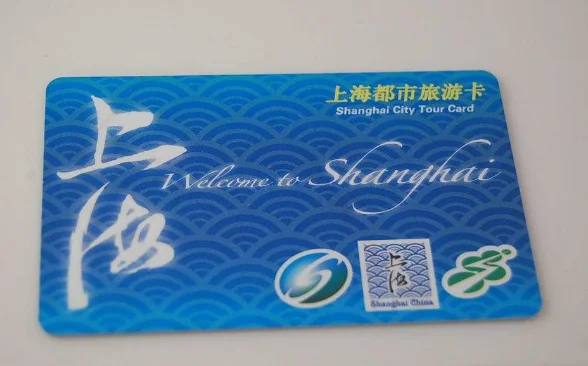 上海都市旅游卡
Shanghai City Tour Card
上海
Welcome to Shanghai
上海
Shanghai China